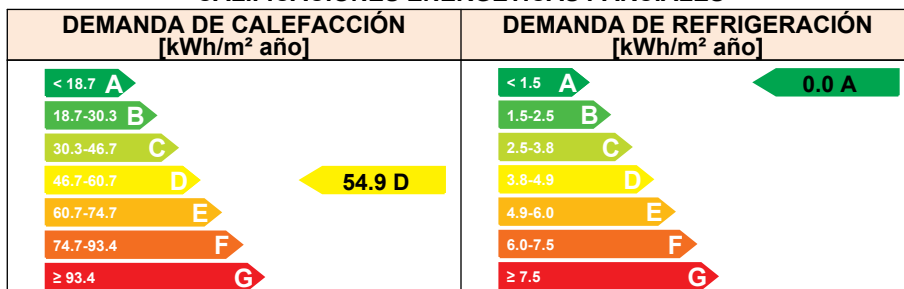 DEMANDA DE CALEFACCIÓN
[kWh/m² año]
< 18.7 A
18.7-30.3 B
30.3-46.7 C
46.7-60.7 D
54.9 D
60.7-74.7 E
74.7-93.4 F
≥ 93.4 G
DEMANDA DE REFRIGERACIÓN
[kWh/m² año]
< 1.5 A
0.0 A
1.5-2.5 B
2.5-3.8 C
3.8-4.9 D
4.9-6.0 E
6.0-7.5 F
≥ 7.5 G